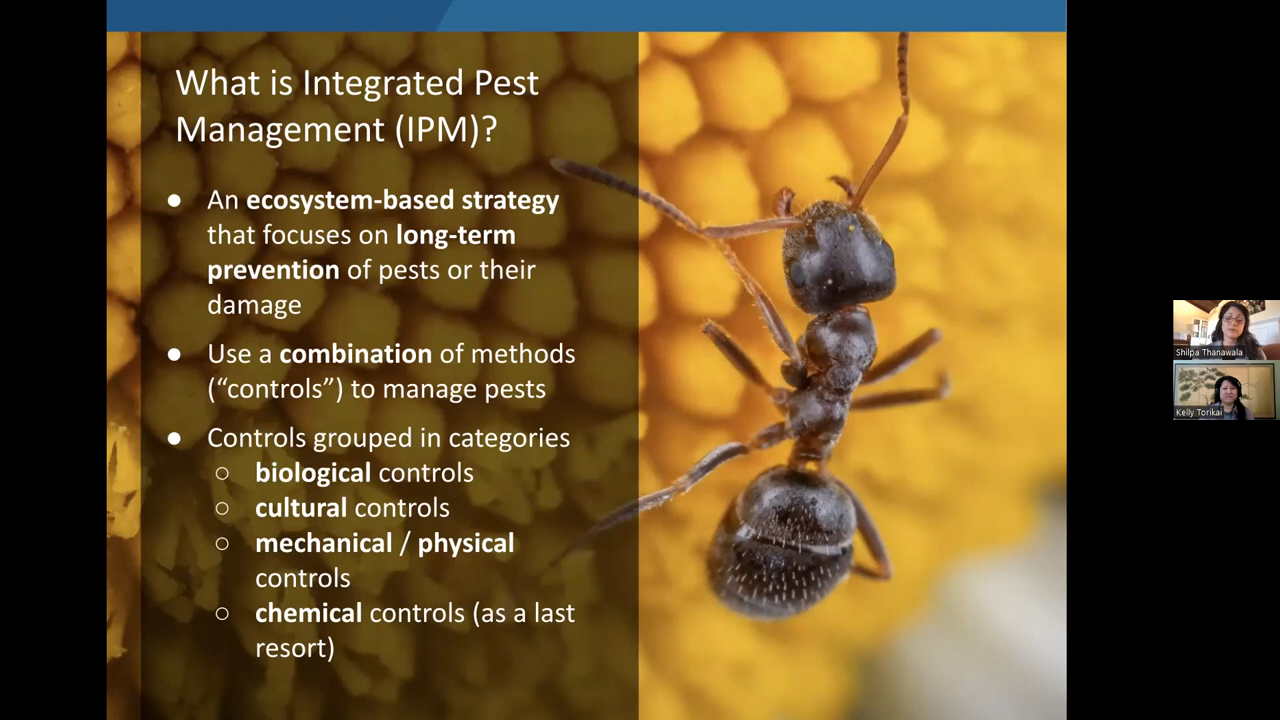 What is Integrated Pest
Management (IPM)?
● An ecosystem-based strategy
that focuses on long-term
prevention of pests or their
damage
● Use a combination of methods
(“controls”) to manage pests
● Controls grouped in categories
○ biological controls
○ cultural controls
○ mechanical / physical
controls
○ chemical controls (as a last
resort)
Shilpa Thanawala
Kelly Torikai